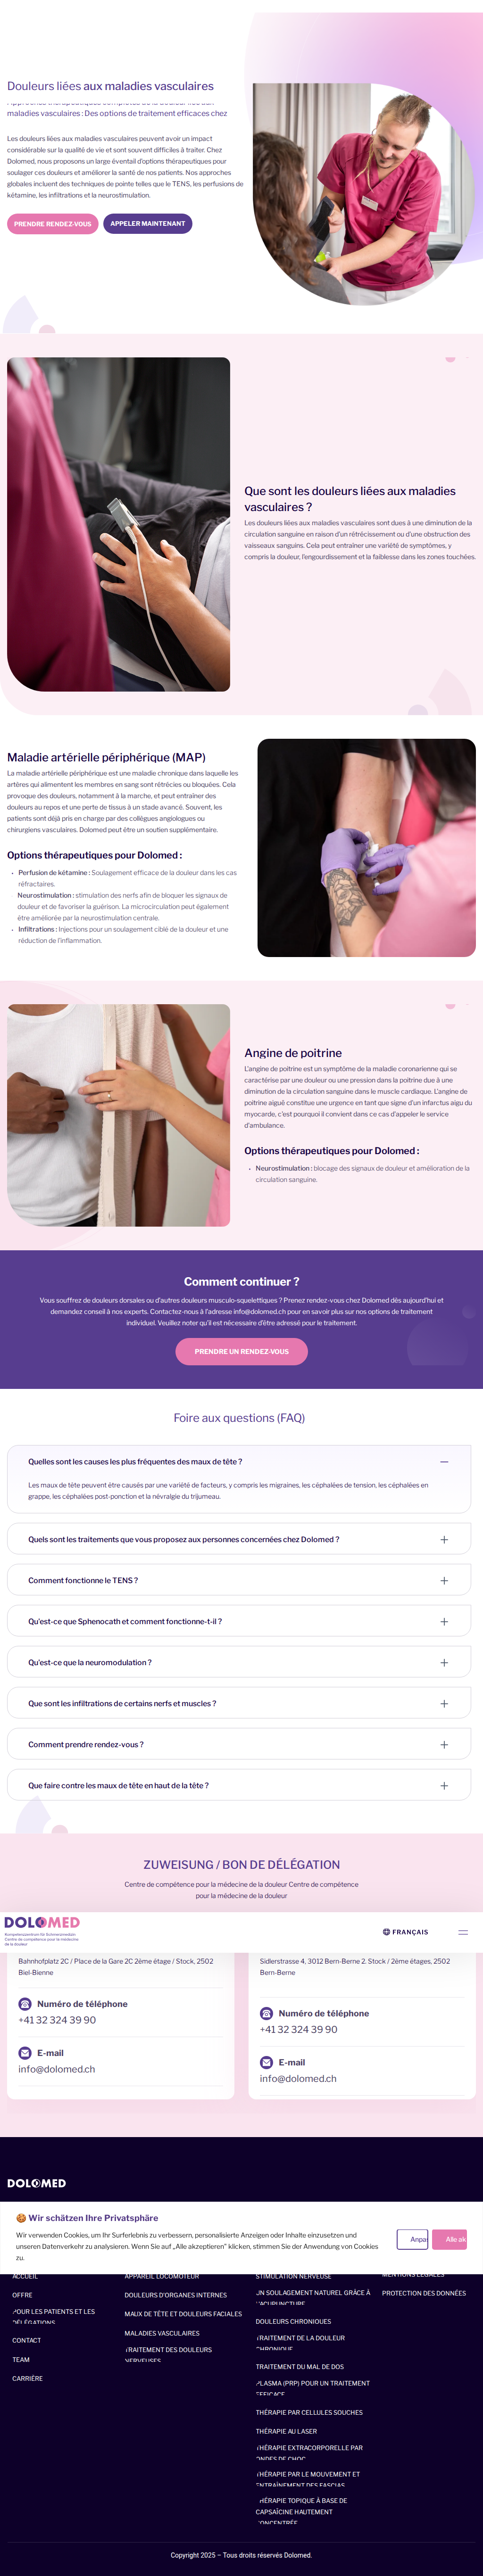 Douleurs liées aux maladies vasculaires
Approches thérapeutiques complètes de la douleur liée aux
maladies vasculaires : Des options de traitement efficaces chez
Les douleurs liées aux maladies vasculaires peuvent avoir un impact
considérable sur la qualité de vie et sont souvent difficiles à traiter. Chez
Dolomed, nous proposons un large éventail d'options thérapeutiques pour
soulager ces douleurs et améliorer la santé de nos patients. Nos approches
globales incluent des techniques de pointe telles que le TENS, les perfusions de
kétamine, les infiltrations et la neurostimulation.
PRENDRE RENDEZ-VOUS
APPELER MAINTENANT
Que sont les douleurs liées aux maladies
vasculaires ?
Les douleurs liées aux maladies vasculaires sont dues à une diminution de la
circulation sanguine en raison d'un rétrécissement ou d'une obstruction des
vaisseaux sanguins. Cela peut entraîner une variété de symptômes, y
compris la douleur, l'engourdissement et la faiblesse dans les zones touchées.
Maladie artérielle périphérique (MAP)
La maladie artérielle périphérique est une maladie chronique dans laquelle les
artères qui alimentent les membres en sang sont rétrécies ou bloquées. Cela
provoque des douleurs, notamment à la marche, et peut entraîner des
douleurs au repos et une perte de tissus à un stade avancé. Souvent, les
patients sont déjà pris en charge par des collègues angiologues ou
chirurgiens vasculaires. Dolomed peut être un soutien supplémentaire.
Options thérapeutiques pour Dolomed :
Perfusion de kétamine : Soulagement efficace de la douleur dans les cas
réfractaires.
Neurostimulation : stimulation des nerfs afin de bloquer les signaux de
douleur et de favoriser la guérison. La microcirculation peut également
être améliorée par la neurostimulation centrale.
Infiltrations : Injections pour un soulagement ciblé de la douleur et une
réduction de l'inflammation.
Angine de poitrine
L'angine de poitrine est un symptôme de la maladie coronarienne qui se
caractérise par une douleur ou une pression dans la poitrine due à une
diminution de la circulation sanguine dans le muscle cardiaque. L'angine de
poitrine aiguë constitue une urgence en tant que signe d'un infarctus aigu du
myocarde, c'est pourquoi il convient dans ce cas d'appeler le service
d'ambulance.
Options thérapeutiques pour Dolomed :
Neurostimulation : blocage des signaux de douleur et amélioration de la
circulation sanguine.
Comment continuer ?
Vous souffrez de douleurs dorsales ou d'autres douleurs musculo-squelettiques ? Prenez rendez-vous chez Dolomed dès aujourd'hui et
demandez conseil à nos experts. Contactez-nous à l'adresse info@dolomed.ch pour en savoir plus sur nos options de traitement
individuel. Veuillez noter qu'il est nécessaire d'être adressé pour le traitement.
PRENDRE UN RENDEZ-VOUS
Foire aux questions (FAQ)
Quelles sont les causes les plus fréquentes des maux de tête ?
Les maux de tête peuvent être causés par une variété de facteurs, y compris les migraines, les céphalées de tension, les céphalées en
grappe, les céphalées post-ponction et la névralgie du trijumeau.
Quels sont les traitements que vous proposez aux personnes concernées chez Dolomed ?
Comment fonctionne le TENS ?
Qu'est-ce que Sphenocath et comment fonctionne-t-il ?
Qu'est-ce que la neuromodulation ?
Que sont les infiltrations de certains nerfs et muscles ?
Comment prendre rendez-vous ?
Que faire contre les maux de tête en haut de la tête ?
ZUWEISUNG / BON DE DÉLÉGATION
Centre de compétence pour la médecine de la douleur Centre de compétence
pour la médecine de la douleur
DOLOMED
Kompetenzzentrum für Schmerzmedizin
Centre de compétence pour la médecine
de la douleur
FRANÇAIS
Bahnhofplatz 2C / Place de la Gare 2C 2ème étage / Stock, 2502
Biel-Bienne
Numéro de téléphone
+41 32 324 39 90
E-mail
info@dolomed.ch
Sidlerstrasse 4, 3012 Bern-Berne 2. Stock / 2ème étages, 2502
Bern-Berne
Numéro de téléphone
+41 32 324 39 90
E-mail
info@dolomed.ch
DOLOMED
🍪 Wir schätzen Ihre Privatsphäre
Wir verwenden Cookies, um Ihr Surferlebnis zu verbessern, personalisierte Anzeigen oder Inhalte einzusetzen und
unseren Datenverkehr zu analysieren. Wenn Sie auf „Alle akzeptieren" klicken, stimmen Sie der Anwendung von Cookies
zu.
Anpas
Alle ak
ACCUEIL
OFFRE
POUR LES PATIENTS ET LES
DÉLÉGATIONS
CONTACT
TEAM
CARRIÈRE
APPAREIL LOCOMOTEUR
DOULEURS D'ORGANES INTERNES
MAUX DE TÊTE ET DOULEURS FACIALES
MALADIES VASCULAIRES
TRAITEMENT DES DOULEURS
NERVEUSES
STIMULATION NERVEUSE
UN SOULAGEMENT NATUREL GRÂCE À
L'ACUPUNCTURE
DOULEURS CHRONIQUES
TRAITEMENT DE LA DOULEUR
CHRONIQUE
TRAITEMENT DU MAL DE DOS
PLASMA (PRP) POUR UN TRAITEMENT
EFFICACE
THÉRAPIE PAR CELLULES SOUCHES
THÉRAPIE AU LASER
THÉRAPIE EXTRACORPORELLE PAR
ONDES DE CHOC
THÉRAPIE PAR LE MOUVEMENT ET
ENTRAÎNEMENT DES FASCIAS
THÉRAPIE TOPIQUE À BASE DE
CAPSAÏCINE HAUTEMENT
CONCENTRÉE
MENTIONS LÉGALES
PROTECTION DES DONNÉES
Copyright 2025 – Tous droits réservés Dolomed.